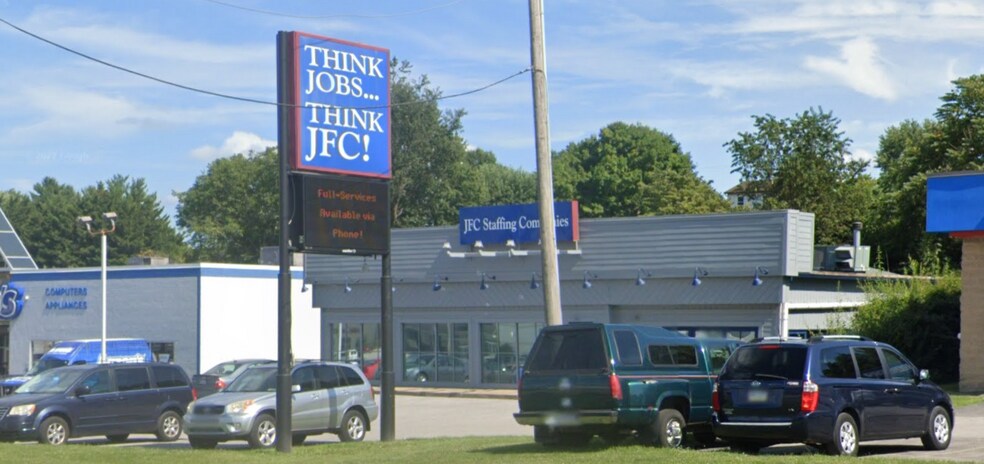 THINK
JOBS...
THINK
JFC!
Full-Services
Available via
Phone!
JFC Staffing Companies
COMPUTERS
APPLIANCES